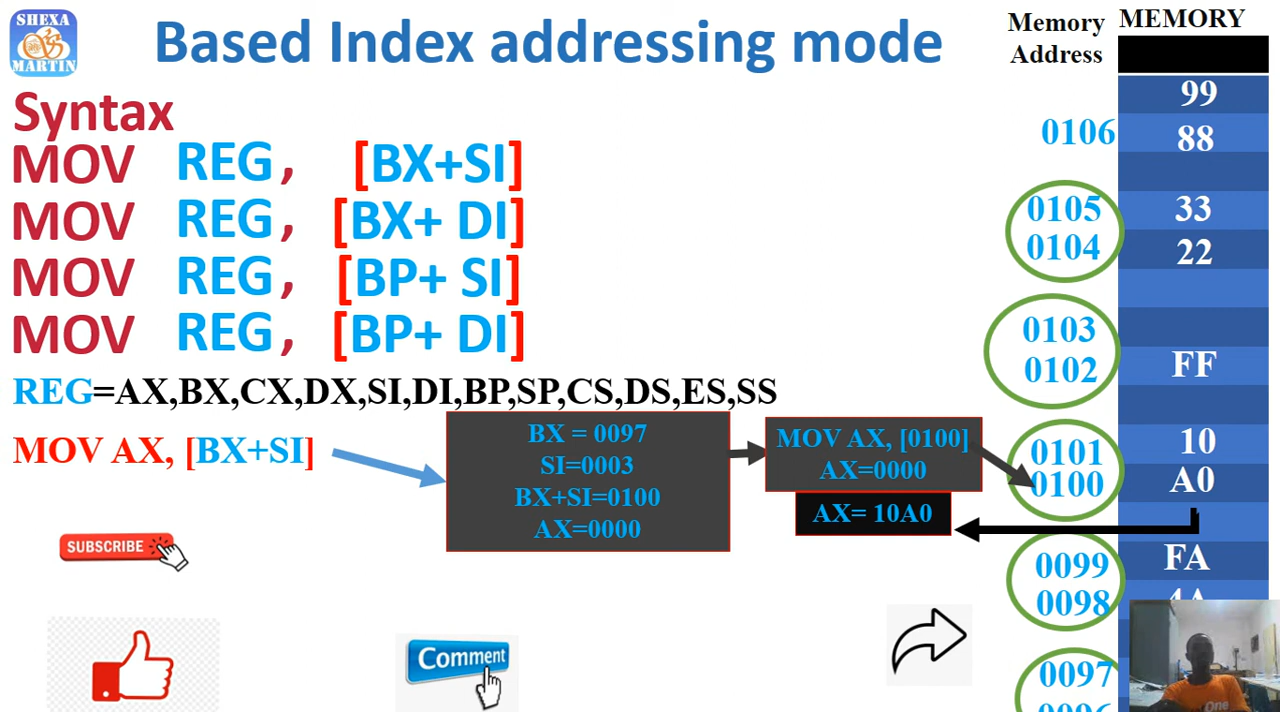 SHEXA
MARTIN
Based Index addressing mode
Memory
Address
MEMORY
Syntax
MOV REG, [BX+SI]
MOV REG, [BX+ DI]
MOV REG, [BP+ SI]
MOV REG, [BP+ DI]
REG=AX,BX,CX,DX,SI,DI,BP,SP,CS,DS,ES,SS
MOV AX, [BX+SI]
BX = 0097
SI=0003
BX+SI=0100
AX=0000
MOV AX, [0100]
AX=0000
AX= 10A0
99
0106 88
0105 33
0104 22
0103
0102 FF
0101 10
0100 A0
0099 FA
0098 4A
0097
0096
SUBSCRIBE
Comment
One